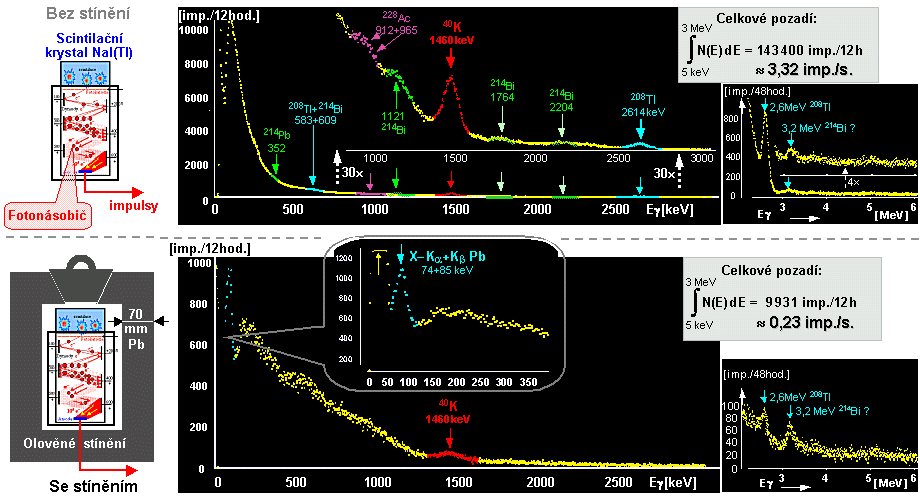 Bez stínění
Scintilační
krystal NaI(Tl)
Fotonásobič
impulsy
[imp./12hod.]
10000
8000
6000
4000
2000
0
²²⁸Ac
912+965
⁴⁰K
1460keV
²¹⁴Pb
352
²⁰⁸Tl+²¹⁴Bi
583+609
1121
²¹⁴Bi
²¹⁴Bi
1764
²¹⁴Bi
2204
²⁰⁸Tl
2614keV
30×
30×
1000 1500 2000 2500 3000
500 1000 1500 2000 2500 Eγ[keV]
Celkové pozadí:
3 MeV
∫ N(E)dE = 143400 imp./12h
5 keV
≈ 3,32 imp./s.
[imp./48hod.]
2,6MeV ²⁰⁸Tl
3,2 MeV ²¹⁴Bi ?
800
600
400
200
0
4×
Eγ
3 4 5 6
[MeV]
70
mm
Pb
Olověné stínění
Se stíněním
[imp./12hod.]
1000
800
600
400
200
0
X–Kα+Kβ Pb
74+85 keV
1200
1000
800
600
400
200
0 50 100 150 200 250 300 350
⁴⁰K
1460keV
0 500 1000 1500 2000 2500 Eγ[keV]
Celkové pozadí:
3 MeV
∫ N(E)dE = 9931 imp./12h
5 keV
≈ 0,23 imp./s.
[imp./48hod.]
2,6MeV ²⁰⁸Tl
3,2 MeV ²¹⁴Bi ?
100
80
60
40
20
0
3 4 5 6
Eγ
[MeV]